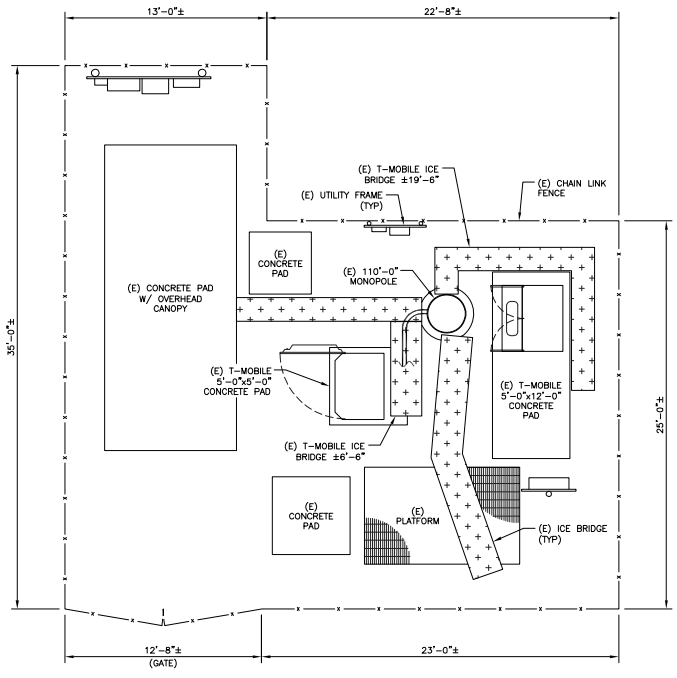 13'-0"±
22'-8"±
(E) T-MOBILE ICE
BRIDGE ±19'-6"
(E) UTILITY FRAME
(TYP)
(E) CHAIN LINK
FENCE
(E)
CONCRETE
PAD
(E) 110'-0"
MONOPOLE
(E) CONCRETE PAD
W/ OVERHEAD
CANOPY
35'-0"±
(E) T-MOBILE
5'-0"x5'-0"
CONCRETE PAD
(E) T-MOBILE
5'-0"x12'-0"
CONCRETE
PAD
25'-0"±
(E) T-MOBILE ICE
BRIDGE ±6'-6"
(E)
CONCRETE
PAD
(E)
PLATFORM
(E) ICE BRIDGE
(TYP)
12'-8"±
(GATE)
23'-0"±